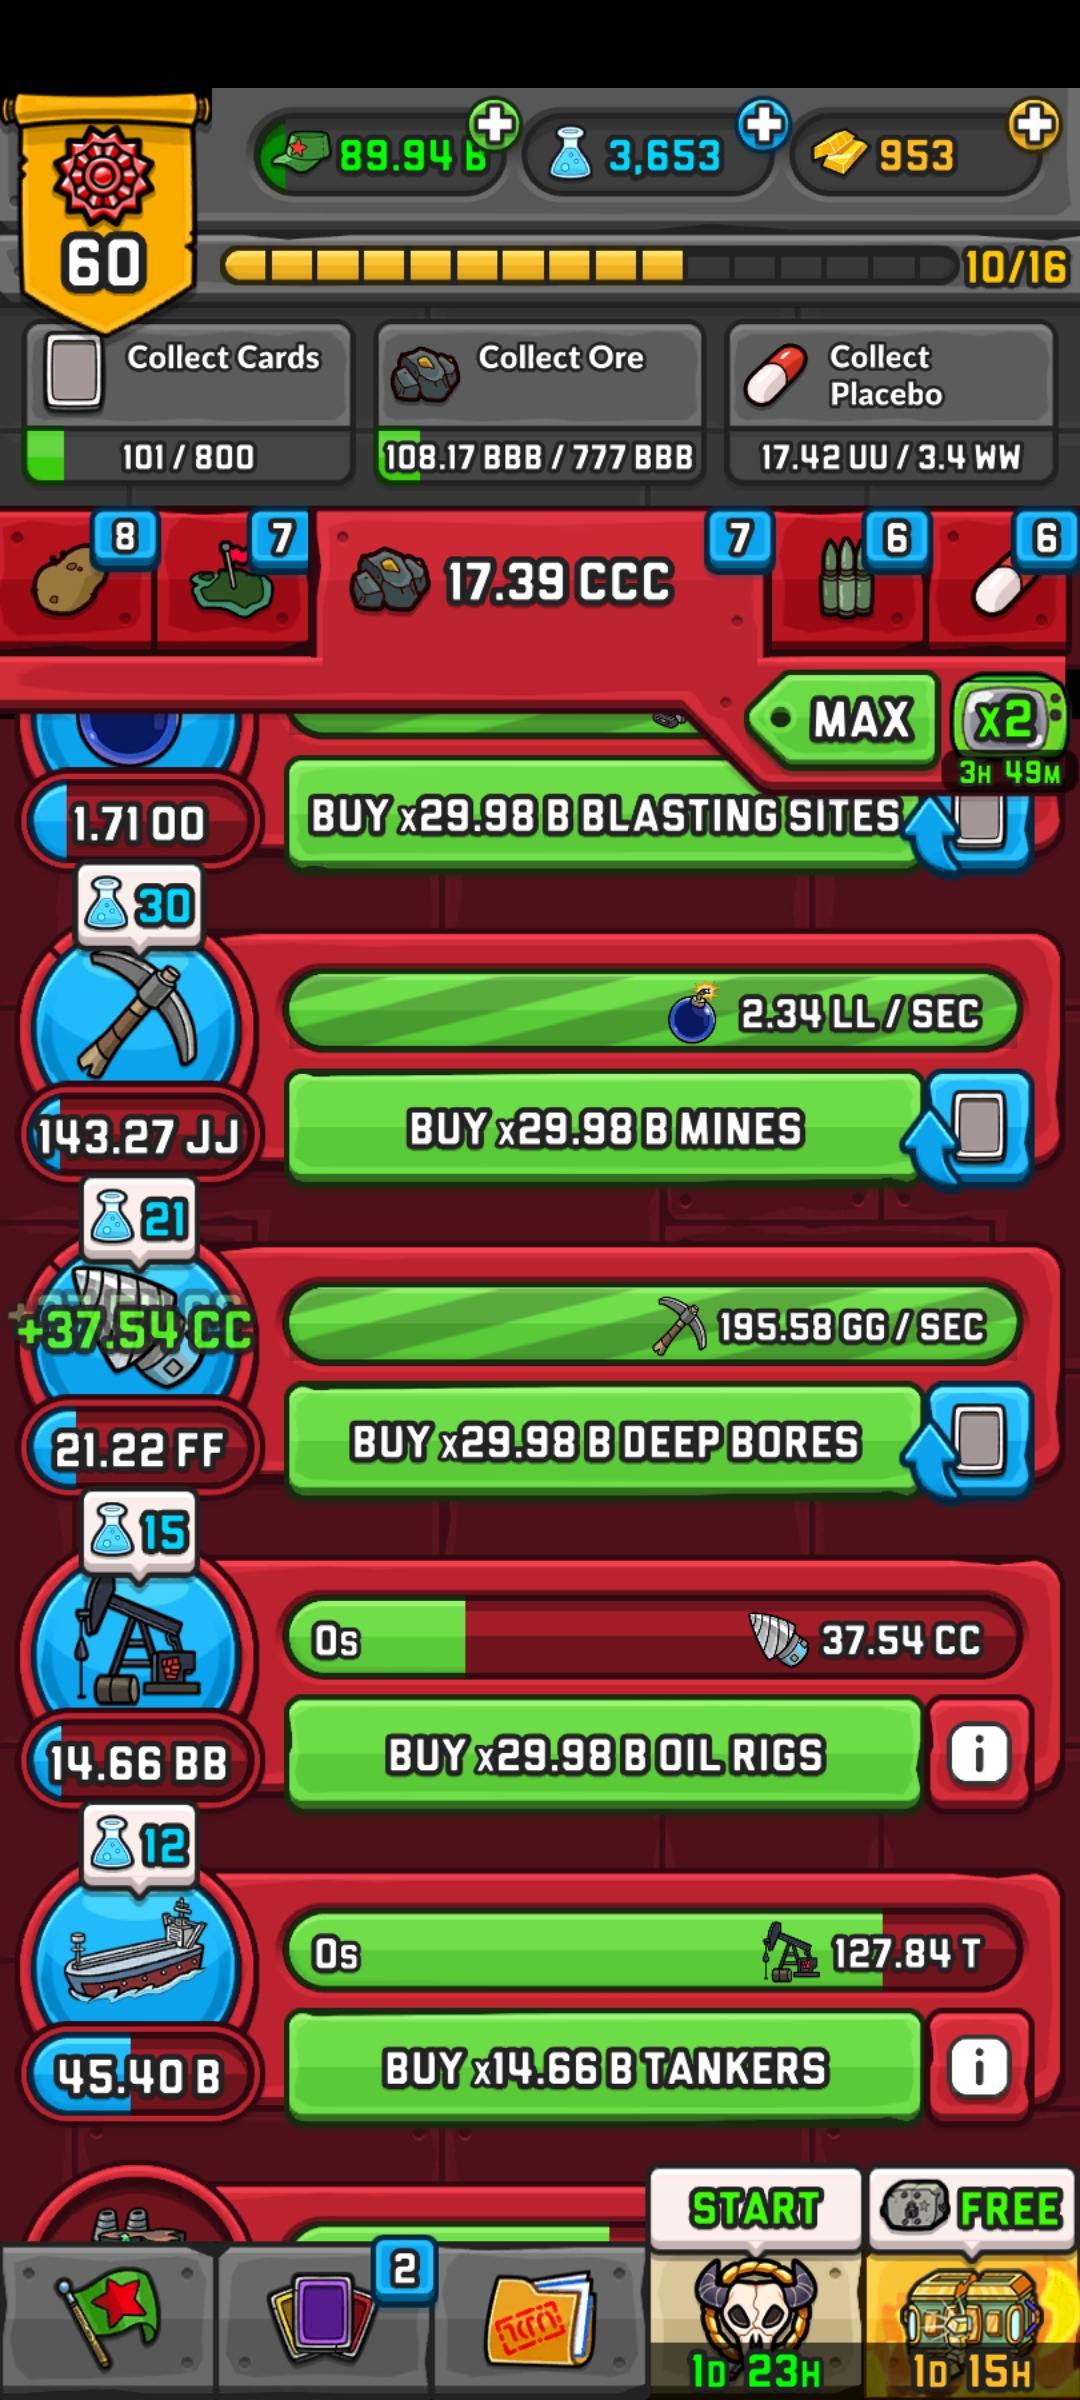 89.94 B
3,653
953
60
10/16
Collect Cards
Collect Ore
Collect
Placebo
101 / 800
108.17 BBB / 777 BBB
17.42 UU / 3.4 WW
8
7
17.39 CCC
7
6
6
MAX
x2
3H 49M
1.71 OO
BUY x29.98 B BLASTING SITES
30
2.34 LL / SEC
143.27 JJ
BUY x29.98 B MINES
21
+37.54 CC
195.58 GG / SEC
21.22 FF
BUY x29.98 B DEEP BORES
15
0s
37.54 CC
14.66 BB
BUY x29.98 B OIL RIGS
i
12
0s
127.84 T
45.40 B
BUY x14.66 B TANKERS
i
START
FREE
2
1D 23H
1D 15H